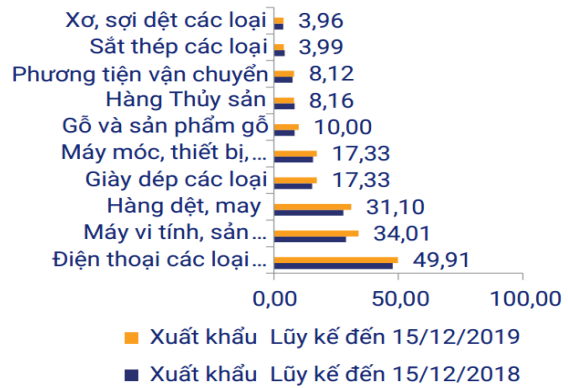 Xơ, sợi dệt các loại 3,96
Sắt thép các loại 3,99
Phương tiện vận chuyển 8,12
Hàng Thủy sản 8,16
Gỗ và sản phẩm gỗ 10,00
Máy móc, thiết bị,... 17,33
Giày dép các loại 17,33
Hàng dệt, may 31,10
Máy vi tính, sản ... 34,01
Điện thoại các loại ... 49,91
0,00 50,00 100,00
Xuất khẩu Lũy kế đến 15/12/2019
Xuất khẩu Lũy kế đến 15/12/2018